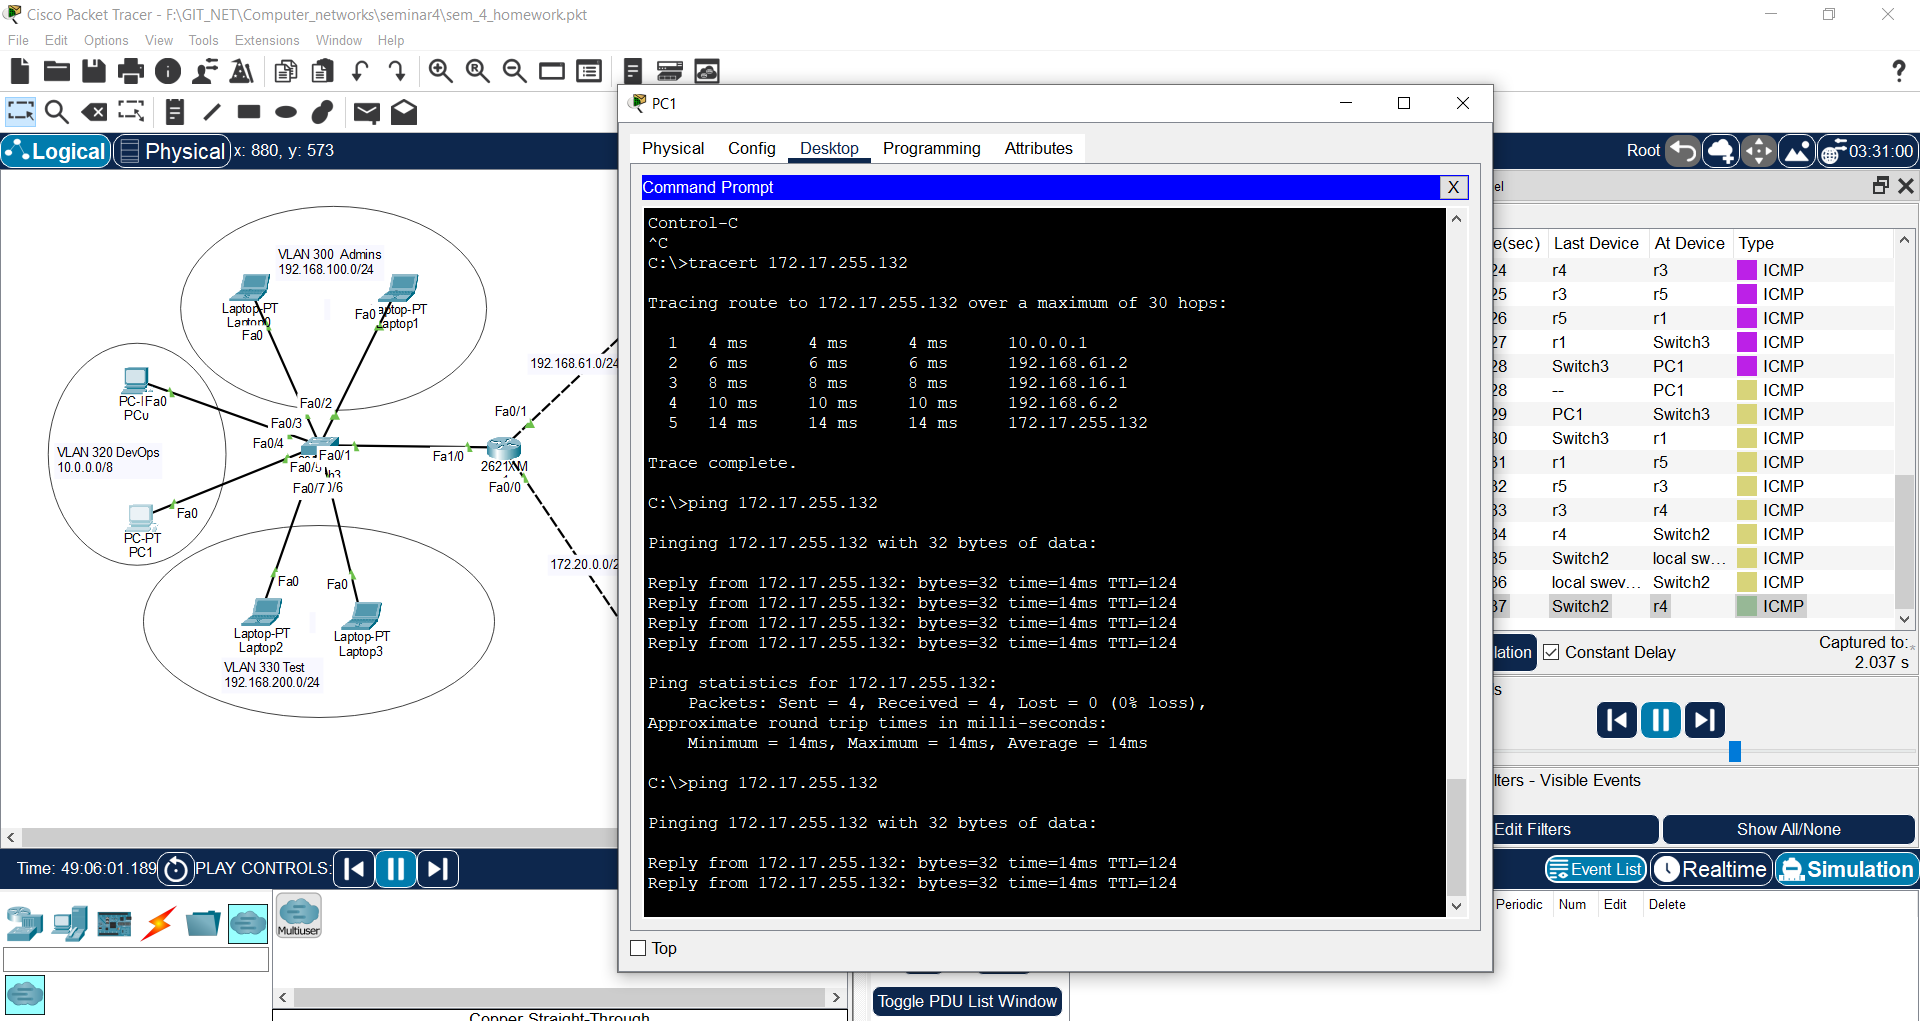 Cisco Packet Tracer - F:\GIT_NET\Computer_networks\seminar4\sem_4_homework.pkt
File Edit Options View Tools Extensions Window Help
Logical Physical x: 880, y: 573
Root 03:31:00
VLAN 300 Admins
192.168.100.0/24
Laptop-PT
Laptop0
Fa0
Fa0
aptop-PT
aptop1
PC-
Fa0
PC
VLAN 320 DevOps
10.0.0.0/8
Fa0/2
Fa0/3
Fa0/4
Fa0/1
Fa0/5
Fa0/7
Fa0
PC-PT
PC1
192.168.61.0/24
Fa0/1
Fa1/0
2621XM
Fa0/0
172.20.0.0/2
Fa0
Fa0
Laptop-PT
Laptop2
Laptop-PT
Laptop3
VLAN 330 Test
192.168.200.0/24
PC1
Physical Config Desktop Programming Attributes
Command Prompt X
Control-C
^C
C:\>tracert 172.17.255.132
Tracing route to 172.17.255.132 over a maximum of 30 hops:
1 4 ms 4 ms 4 ms 10.0.0.1
2 6 ms 6 ms 6 ms 192.168.61.2
3 8 ms 8 ms 8 ms 192.168.16.1
4 10 ms 10 ms 10 ms 192.168.6.2
5 14 ms 14 ms 14 ms 172.17.255.132
Trace complete.
C:\>ping 172.17.255.132
Pinging 172.17.255.132 with 32 bytes of data:
Reply from 172.17.255.132: bytes=32 time=14ms TTL=124
Reply from 172.17.255.132: bytes=32 time=14ms TTL=124
Reply from 172.17.255.132: bytes=32 time=14ms TTL=124
Reply from 172.17.255.132: bytes=32 time=14ms TTL=124
Ping statistics for 172.17.255.132:
Packets: Sent = 4, Received = 4, Lost = 0 (0% loss),
Approximate round trip times in milli-seconds:
Minimum = 14ms, Maximum = 14ms, Average = 14ms
C:\>ping 172.17.255.132
Pinging 172.17.255.132 with 32 bytes of data:
Reply from 172.17.255.132: bytes=32 time=14ms TTL=124
Reply from 172.17.255.132: bytes=32 time=14ms TTL=124
Top
el
e(sec) Last Device At Device Type
24 r4 r3 ICMP
25 r3 r5 ICMP
26 r5 r1 ICMP
27 r1 Switch3 ICMP
28 Switch3 PC1 ICMP
28 -- PC1 ICMP
29 PC1 Switch3 ICMP
30 Switch3 r1 ICMP
31 r1 r5 ICMP
32 r5 r3 ICMP
33 r3 r4 ICMP
34 r4 Switch2 ICMP
35 Switch2 local sw... ICMP
36 local swev... Switch2 ICMP
37 Switch2 r4 ICMP
lation Constant Delay Captured to:
2.037 s
s
lters - Visible Events
Edit Filters Show All/None
Time: 49:06:01.189 PLAY CONTROLS:
Event List Realtime Simulation
Multiuser
Periodic Num Edit Delete
Toggle PDU List Window
Copper Straight-Through